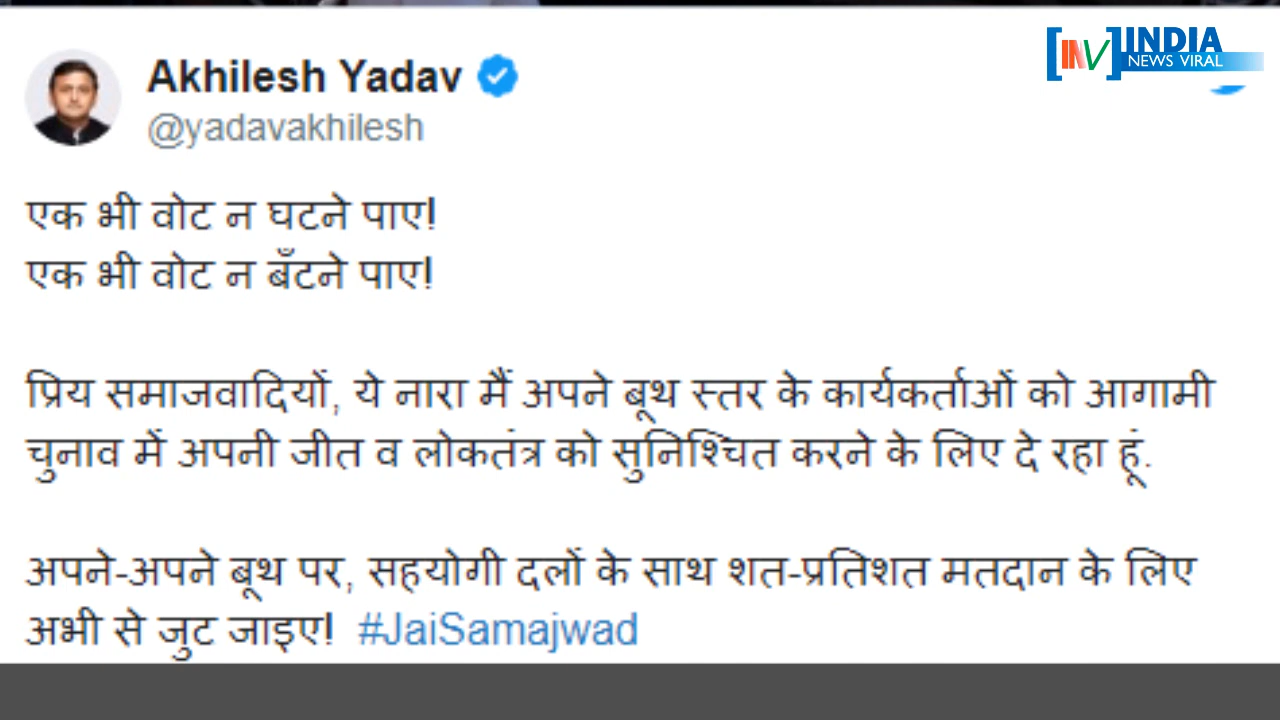 Akhilesh Yadav
@yadavakhilesh
[INV] INDIA
NEWS VIRAL
एक भी वोट न घटने पाए!
एक भी वोट न बँटने पाए!
प्रिय समाजवादियों, ये नारा मैं अपने बूथ स्तर के कार्यकर्ताओं को आगामी
चुनाव में अपनी जीत व लोकतंत्र को सुनिश्चित करने के लिए दे रहा हूं.
अपने-अपने बूथ पर, सहयोगी दलों के साथ शत-प्रतिशत मतदान के लिए
अभी से जुट जाइए! #JaiSamajwad